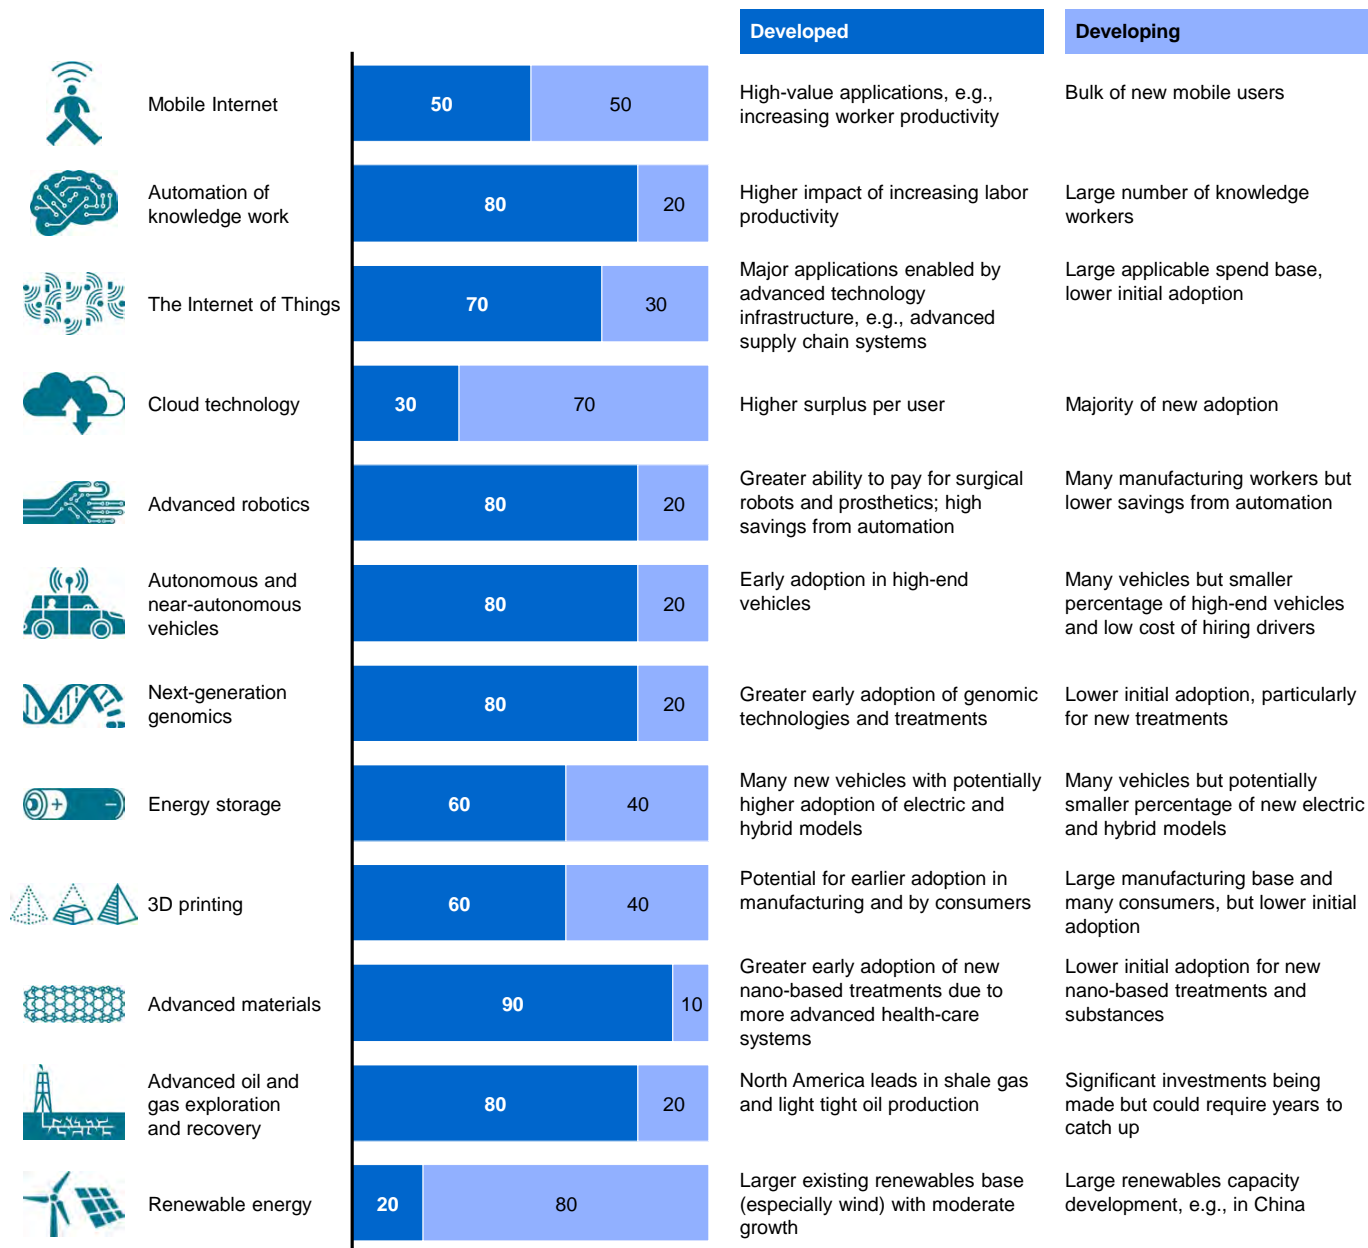 Developed
Developing
Mobile Internet
50
50
High-value applications, e.g.,
increasing worker productivity
Bulk of new mobile users
Automation of
knowledge work
80
20
Higher impact of increasing labor
productivity
Large number of knowledge
workers
The Internet of Things
70
30
Major applications enabled by
advanced technology
infrastructure, e.g., advanced
supply chain systems
Large applicable spend base,
lower initial adoption
Cloud technology
30
70
Higher surplus per user
Majority of new adoption
Advanced robotics
80
20
Greater ability to pay for surgical
robots and prosthetics; high
savings from automation
Many manufacturing workers but
lower savings from automation
Autonomous and
near-autonomous
vehicles
80
20
Early adoption in high-end
vehicles
Many vehicles but smaller
percentage of high-end vehicles
and low cost of hiring drivers
Next-generation
genomics
80
20
Greater early adoption of genomic
technologies and treatments
Lower initial adoption, particularly
for new treatments
Energy storage
60
40
Many new vehicles with potentially
higher adoption of electric and
hybrid models
Many vehicles but potentially
smaller percentage of new electric
and hybrid models
3D printing
60
40
Potential for earlier adoption in
manufacturing and by consumers
Large manufacturing base and
many consumers, but lower initial
adoption
Advanced materials
90
10
Greater early adoption of new
nano-based treatments due to
more advanced health-care
systems
Lower initial adoption for new
nano-based treatments and
substances
Advanced oil and
gas exploration
and recovery
80
20
North America leads in shale gas
and light tight oil production
Significant investments being
made but could require years to
catch up
Renewable energy
20
80
Larger existing renewables base
(especially wind) with moderate
growth
Large renewables capacity
development, e.g., in China